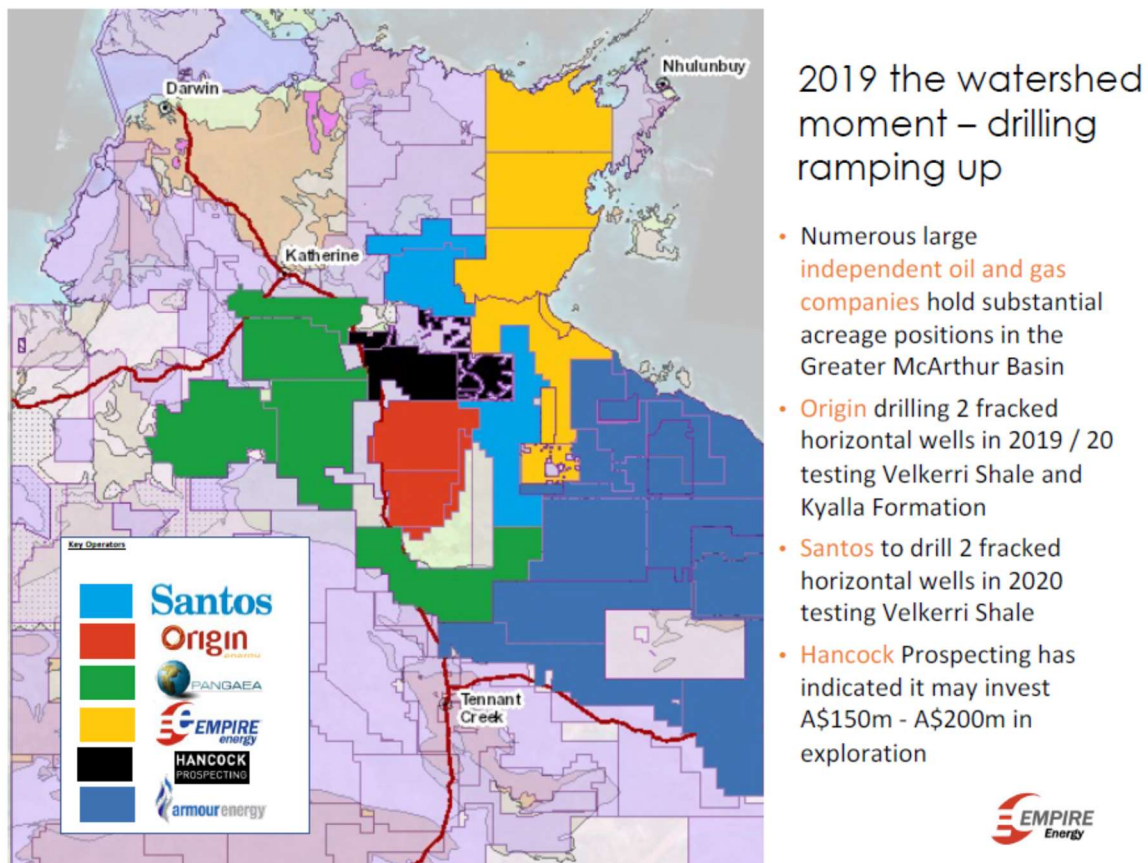 Darwin
Nhulunbuy
Katherine
Tennant
Creek
Key Operators
Santos
Origin
energy
PANGAEA
EMPIRE
energy
HANCOCK
PROSPECTING
armourenergy
2019 the watershed
moment – drilling
ramping up
• Numerous large
independent oil and gas
companies hold substantial
acreage positions in the
Greater McArthur Basin
• Origin drilling 2 fracked
horizontal wells in 2019 / 20
testing Velkerri Shale and
Kyalla Formation
• Santos to drill 2 fracked
horizontal wells in 2020
testing Velkerri Shale
• Hancock Prospecting has
indicated it may invest
A$150m - A$200m in
exploration
EMPIRE
Energy